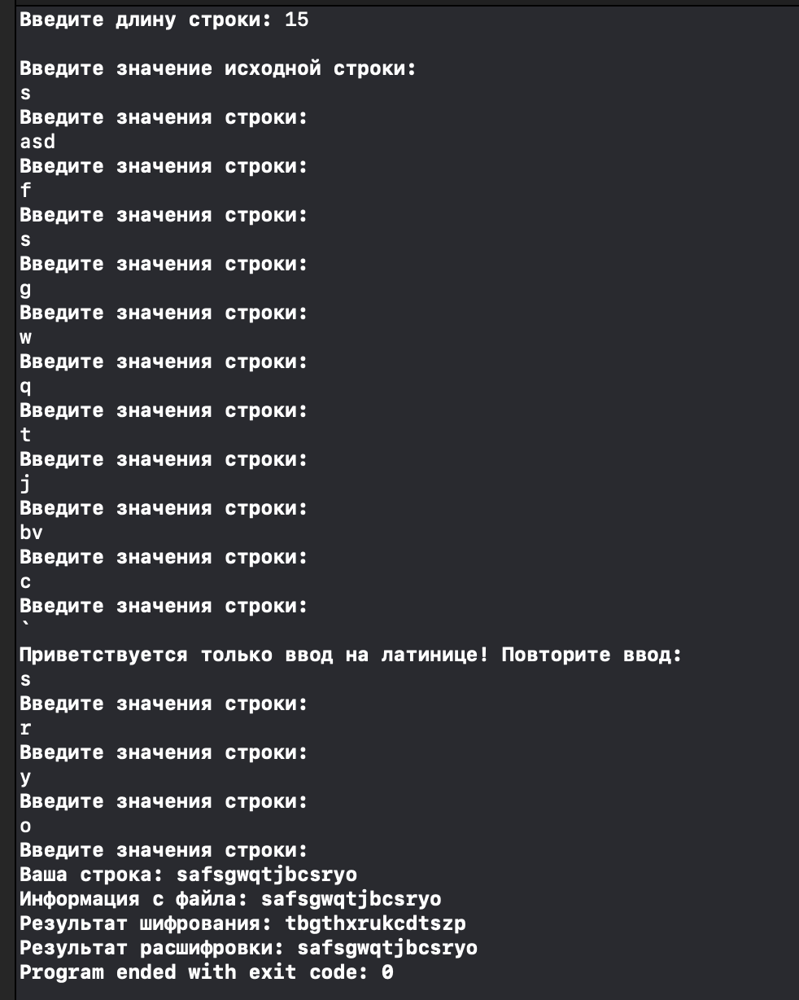 Введите длину строки: 15
Введите значение исходной строки:
s
Введите значения строки:
asd
Введите значения строки:
f
Введите значения строки:
s
Введите значения строки:
g
Введите значения строки:
w
Введите значения строки:
q
Введите значения строки:
t
Введите значения строки:
j
Введите значения строки:
bv
Введите значения строки:
c
Введите значения строки:
`
Приветствуется только ввод на латинице! Повторите ввод:
s
Введите значения строки:
r
Введите значения строки:
y
Введите значения строки:
o
Введите значения строки:
Ваша строка: safsgwqtjbcsryo
Информация с файла: safsgwqtjbcsryo
Результат шифрования: tbgthxrukcdtszp
Результат расшифровки: safsgwqtjbcsryo
Program ended with exit code: 0